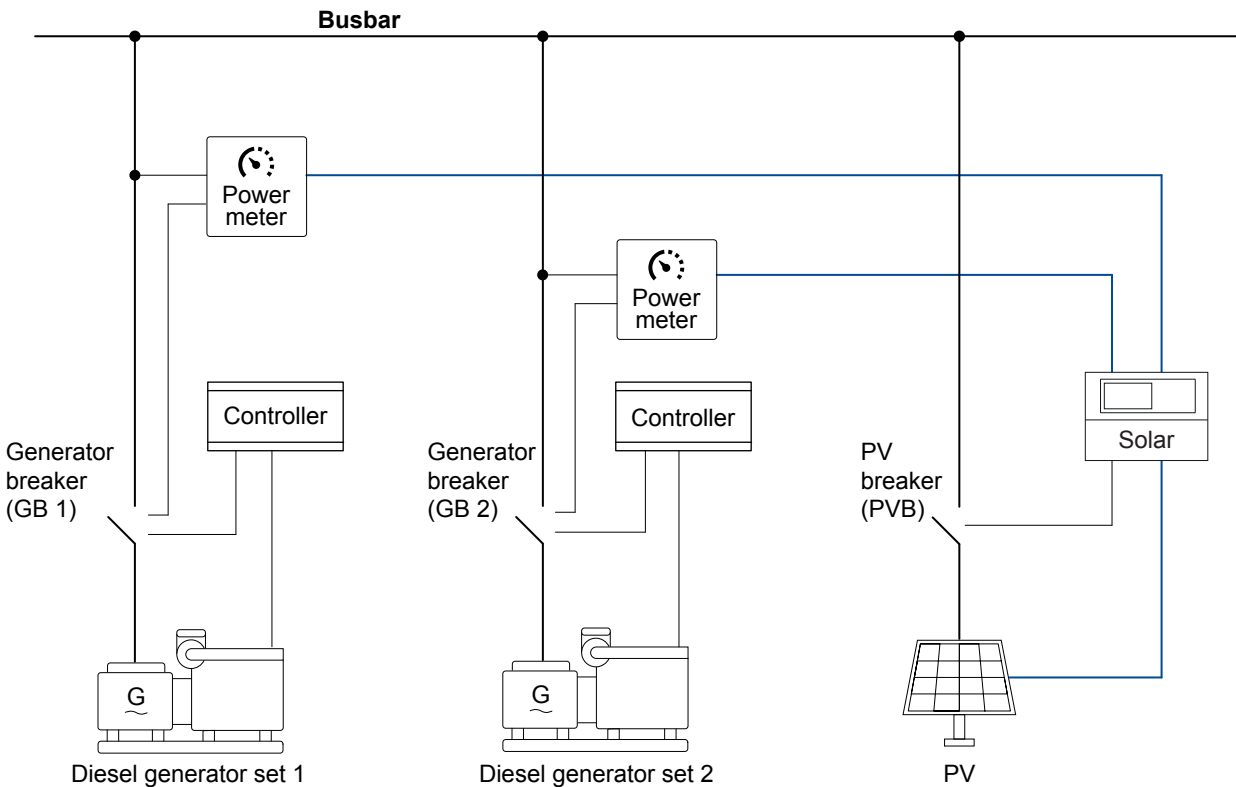 Busbar
Power
meter
Power
meter
Controller
Controller
Solar
Generator
breaker
(GB 1)
Generator
breaker
(GB 2)
PV
breaker
(PVB)
G
~
G
~
Diesel generator set 1
Diesel generator set 2
PV